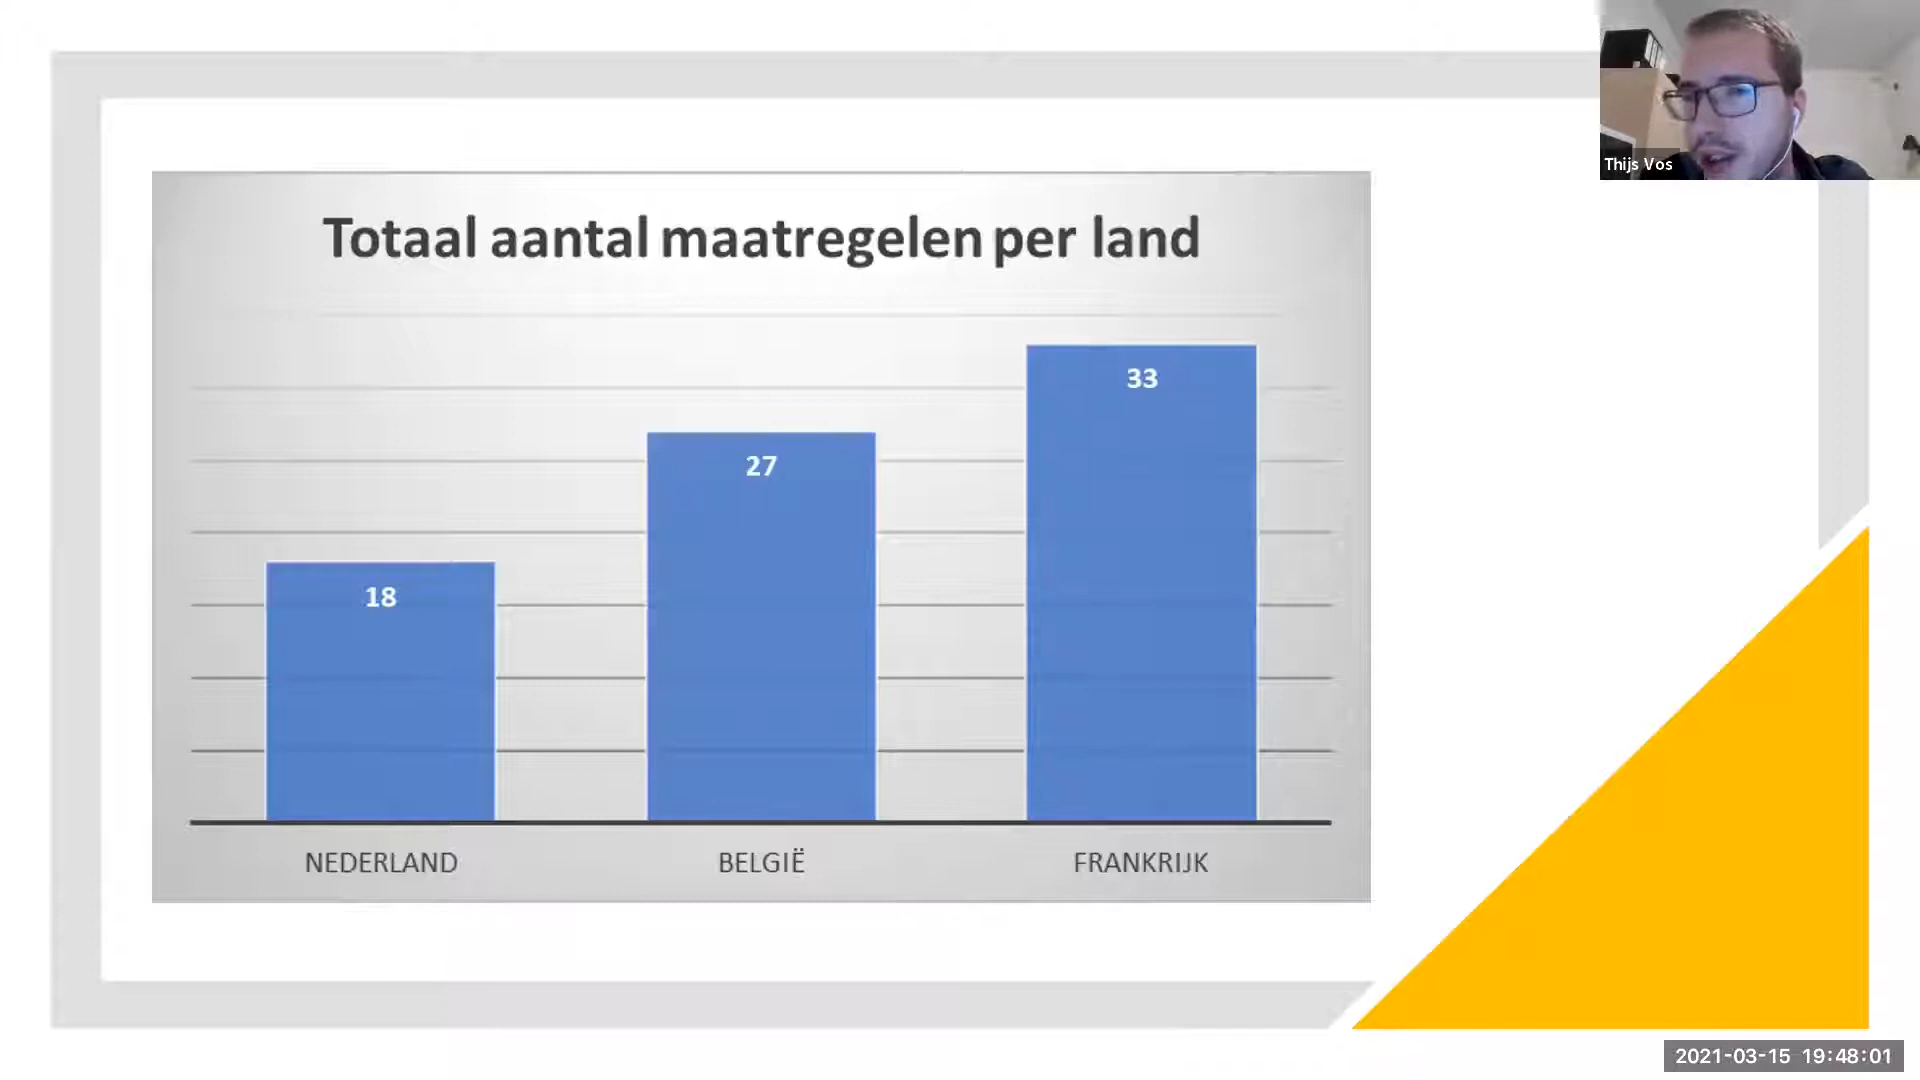 Thijs Vos
Totaal aantal maatregelen per land
33
27
18
NEDERLAND
BELGIË
FRANKRIJK
2021-03-15 19:48:01